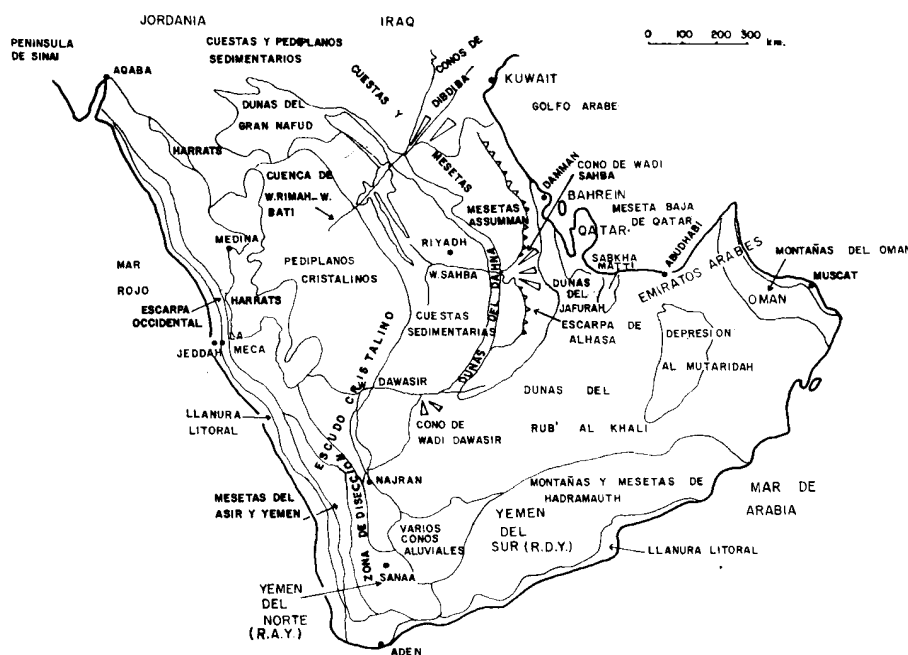 JORDANIA
IRAQ
PENINSULA
DE SINAI
CUESTAS Y PEDIPLANOS
SEDIMENTARIOS
0 100 200 300
km.
AQABA
CONOS DE
DIBDIBA
CUESTAS Y
MESETAS
KUWAIT
GOLFO ARABE
DUNAS DEL
GRAN NAFUD
HARRATS
CUENCA DE
W.RIMAH-W.
BATI
DAMMAN
CONO DE WADI
SAHBA
BAHREIN
MESETAS
ASSUMMAN
QATAR
MESETA BAJA
DE QATAR
ABUDHABI
MEDINA
RIYADH
W.SAHBA
PEDIPLANOS
CRISTALINOS
SABKHA
MATTI
EMIRATOS ARABES
MONTAÑAS DEL OMAN
MUSCAT
OMAN
MAR
ROJO
ESCARPA
OCCIDENTAL
HARRATS
DUNAS
DEL
JAFURAH
CUESTAS
SEDIMENTARIAS
DUNAS DEL DAHNA
ESCARPA DE
ALHASA
DEPRESION
AL MUTARIDAH
JEDDAH
LA
MECA
ESCUDO CRISTALINO
DAWASIR
DUNAS DEL
RUB' AL KHALI
LLANURA
LITORAL
CONO DE
WADI DAWASIR
NAJRAN
MESETAS DEL
ASIR Y YEMEN
ZONA DE DISECCION
MONTAÑAS Y MESETAS DE
HADRAMAUTH
MAR DE
ARABIA
VARIOS
CONOS
ALUVIALES
YEMEN
DEL
SUR (R.D.Y.)
LLANURA LITORAL
SANAA
YEMEN
DEL
NORTE
(R.A.Y.)
ADEN